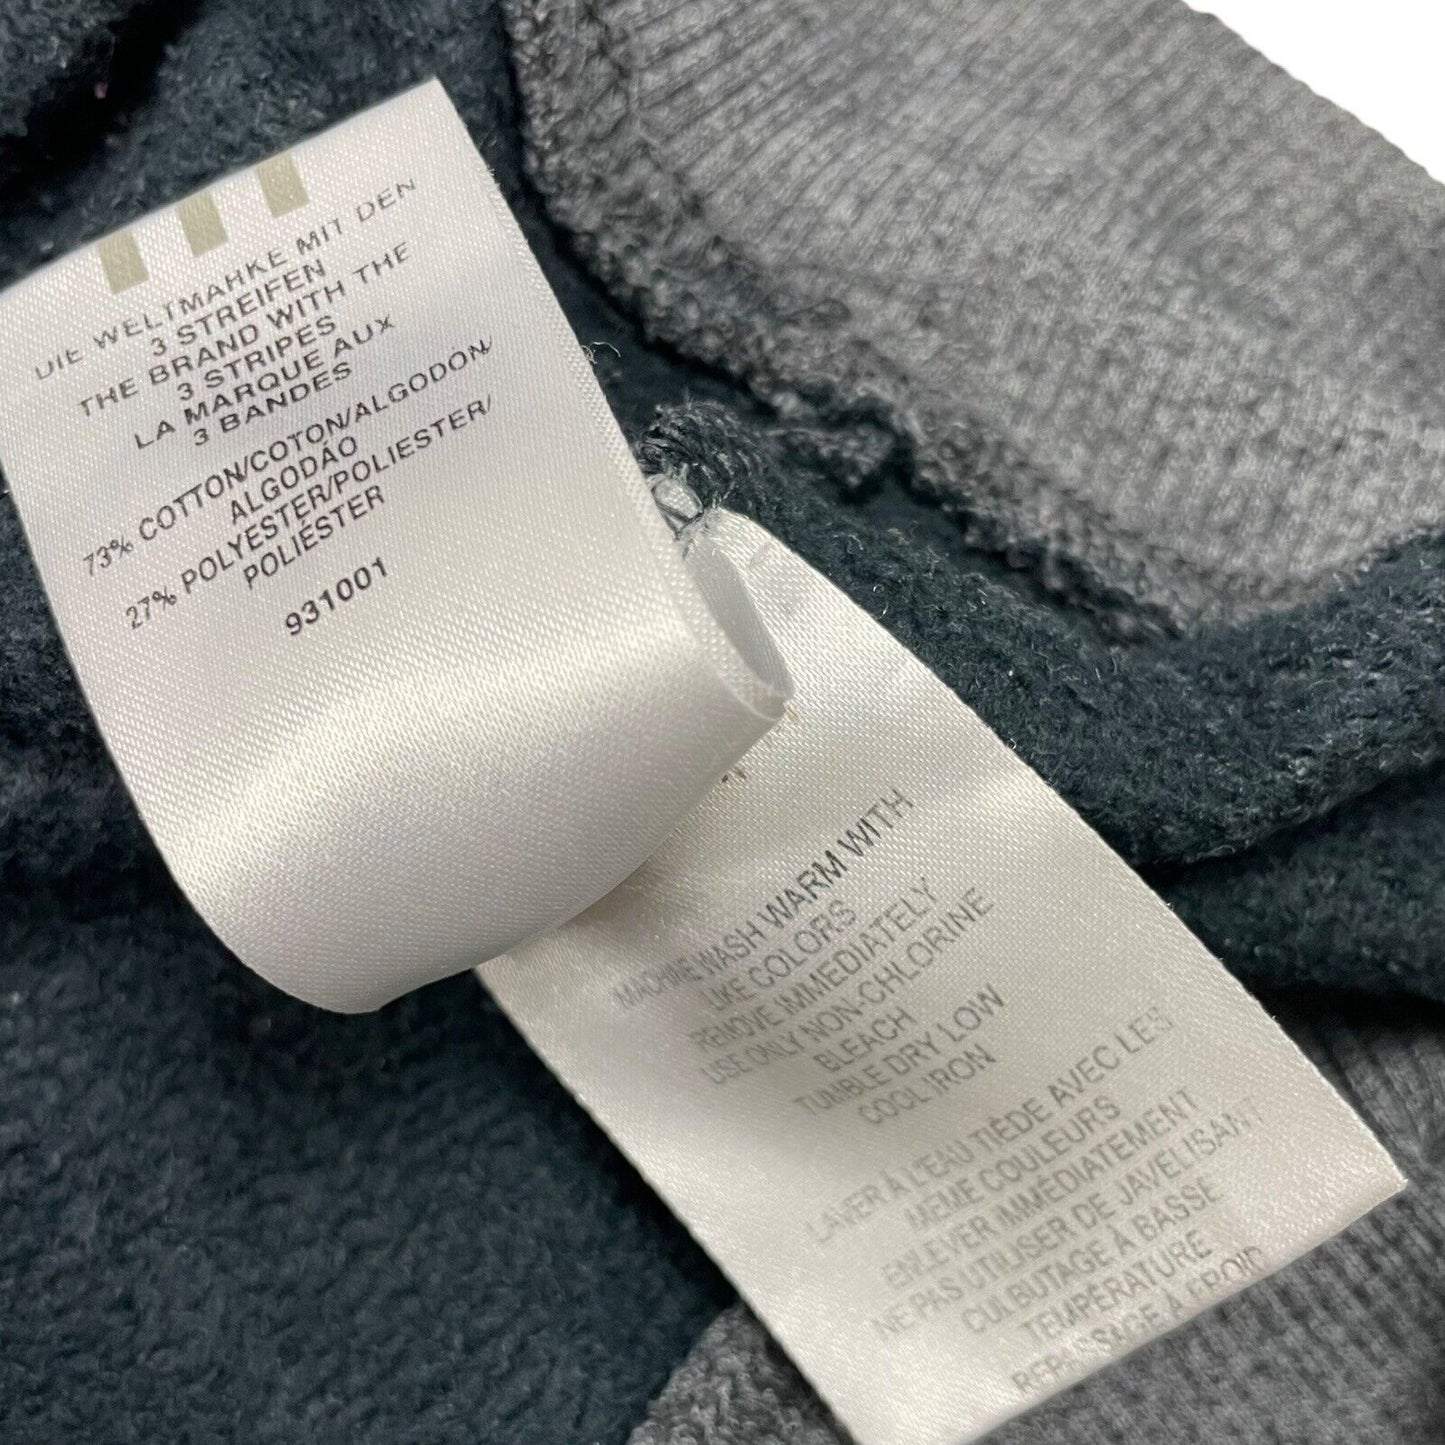 DIE WELTMARKE MIT DEN
3 STREIFEN
THE BRAND WITH THE
3 STRIPES
LA MARQUE AUX
3 BANDES
73% COTTON/COTON/ALGODON/
ALGODÃO
27% POLYESTER/POLIESTER/
POLIÉSTER
931001
MACHINE WASH WARM WITH
LIKE COLORS
REMOVE IMMEDIATELY
USE ONLY NON-CHLORINE
BLEACH
TUMBLE DRY LOW
COOL IRON
LAVER À L'EAU TIÈDE AVEC LES
MÊME COULEURS
ENLEVER IMMÉDIATEMENT
NE PAS UTILISER DE JAVELISANT
CULBUTAGE À BASSE
TEMPÉRATURE
REPASSAGE À FROID